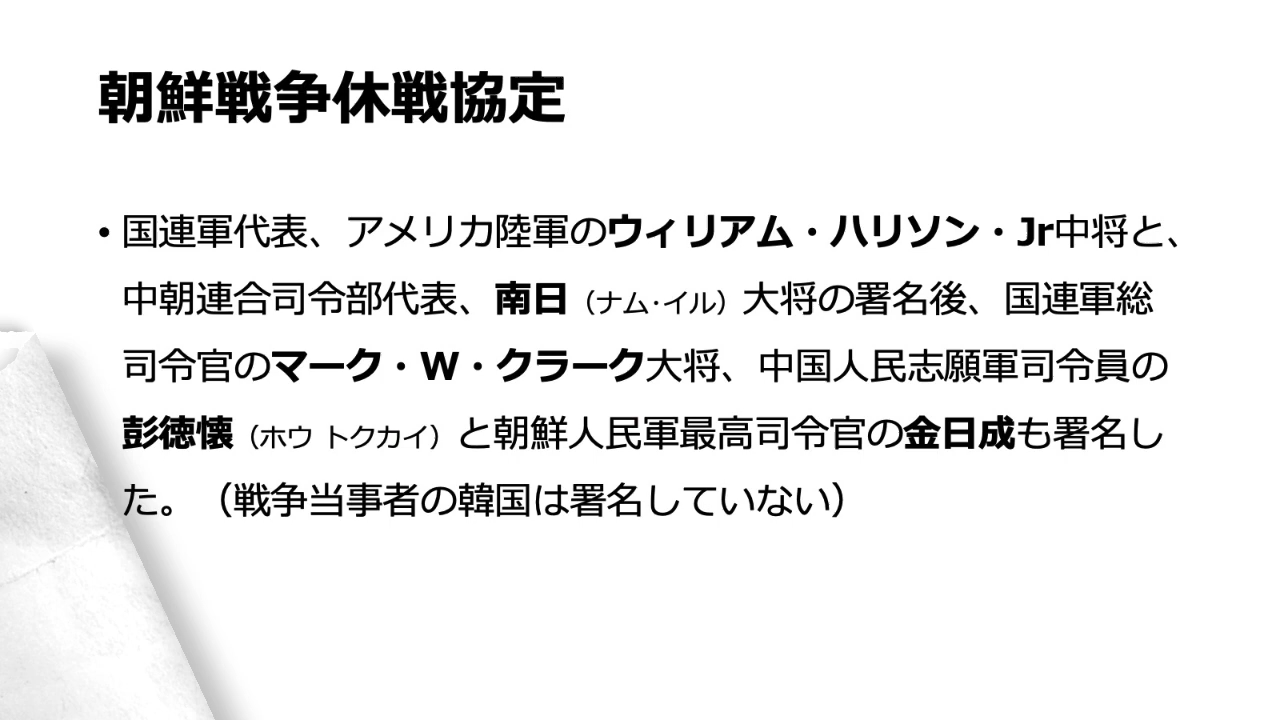 朝鮮戦争休戦協定
• 国連軍代表、アメリカ陸軍のウィリアム・ハリソン・Jr中将と、
中朝連合司令部代表、南日（ナム･イル）大将の署名後、国連軍総
司令官のマーク・W・クラーク大将、中国人民志願軍司令員の
彭徳懐（ホウ トクカイ）と朝鮮人民軍最高司令官の金日成も署名し
た。（戦争当事者の韓国は署名していない）